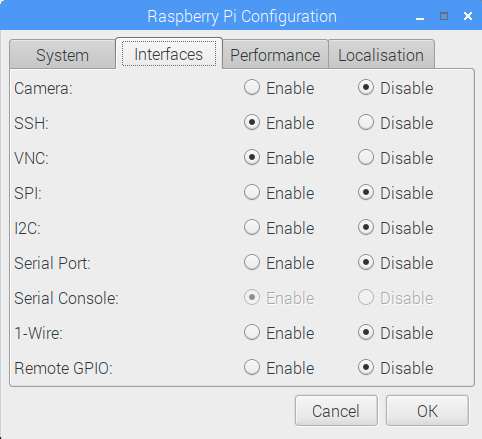 Raspberry Pi Configuration
System Interfaces Performance Localisation
Camera: Enable Disable
SSH: Enable Disable
VNC: Enable Disable
SPI: Enable Disable
I2C: Enable Disable
Serial Port: Enable Disable
Serial Console: Enable Disable
1-Wire: Enable Disable
Remote GPIO: Enable Disable
Cancel OK